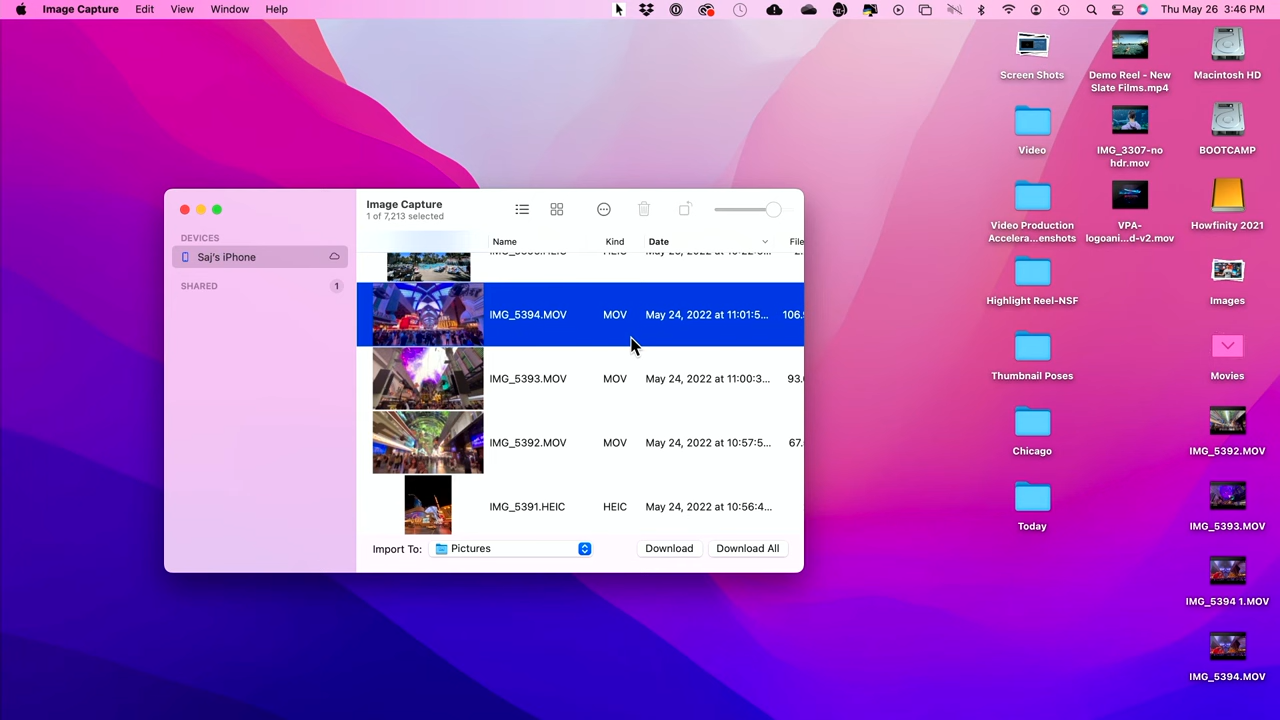 Image Capture Edit View Window Help Thu May 26 3:46 PM
Screen Shots
Demo Reel - New
Slate Films.mp4
Macintosh HD
Video
IMG_3307-no
hdr.mov
BOOTCAMP
Video Production
Accelera...enshots
VPA-
logoani...d-v2.mov
Howfinity 2021
Highlight Reel-NSF
Images
Thumbnail Poses
Movies
Chicago
IMG_5392.MOV
Today
IMG_5393.MOV
IMG_5394 1.MOV
IMG_5394.MOV
Image Capture
1 of 7,213 selected
DEVICES
Saj's iPhone
SHARED 1
Name Kind Date File
IMG_5394.MOV MOV May 24, 2022 at 11:01:5... 106.
IMG_5393.MOV MOV May 24, 2022 at 11:00:3... 93.
IMG_5392.MOV MOV May 24, 2022 at 10:57:5... 67.
IMG_5391.HEIC HEIC May 24, 2022 at 10:56:4...
Import To: Pictures Download Download All